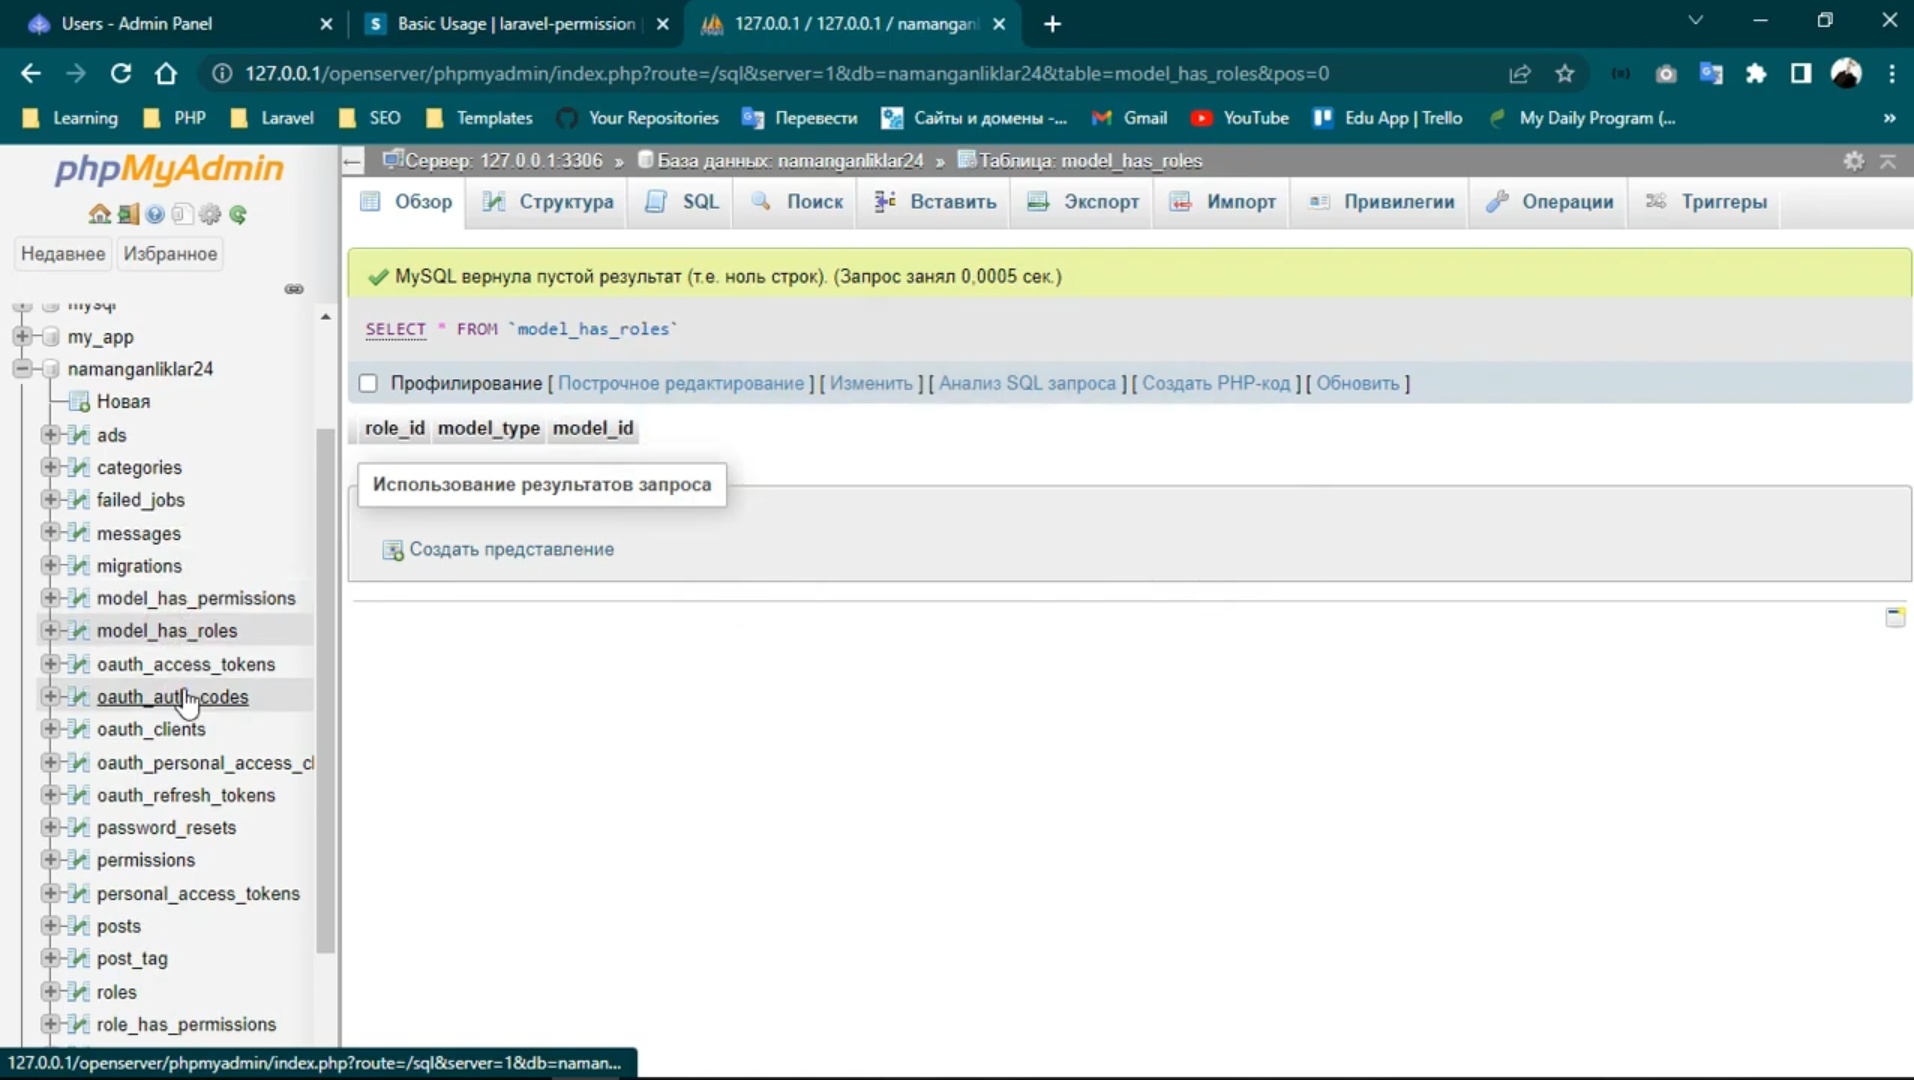 Users - Admin Panel
Basic Usage | laravel-permission
127.0.0.1 / 127.0.0.1 / namangan
127.0.0.1/openserver/phpmyadmin/index.php?route=/sql&server=1&db=namanganliklar24&table=model_has_roles&pos=0
Learning PHP Laravel SEO Templates Your Repositories Перевести Сайты и домены -... Gmail YouTube Edu App | Trello My Daily Program (... »
phpMyAdmin
Недавнее Избранное
mysql
my_app
namanganliklar24
Новая
ads
categories
failed_jobs
messages
migrations
model_has_permissions
model_has_roles
oauth_access_tokens
oauth_auth_codes
oauth_clients
oauth_personal_access_cl
oauth_refresh_tokens
password_resets
permissions
personal_access_tokens
posts
post_tag
roles
role_has_permissions
127.0.0.1/openserver/phpmyadmin/index.php?route=/sql&server=1&db=naman...
Сервер: 127.0.0.1:3306 » База данных: namanganliklar24 » Таблица: model_has_roles
Обзор Структура SQL Поиск Вставить Экспорт Импорт Привилегии Операции Триггеры
MySQL вернула пустой результат (т.е. ноль строк). (Запрос занял 0,0005 сек.)
SELECT * FROM `model_has_roles`
Профилирование [ Построчное редактирование ] [ Изменить ] [ Анализ SQL запроса ] [ Создать PHP-код ] [ Обновить ]
role_id model_type model_id
Использование результатов запроса
Создать представление